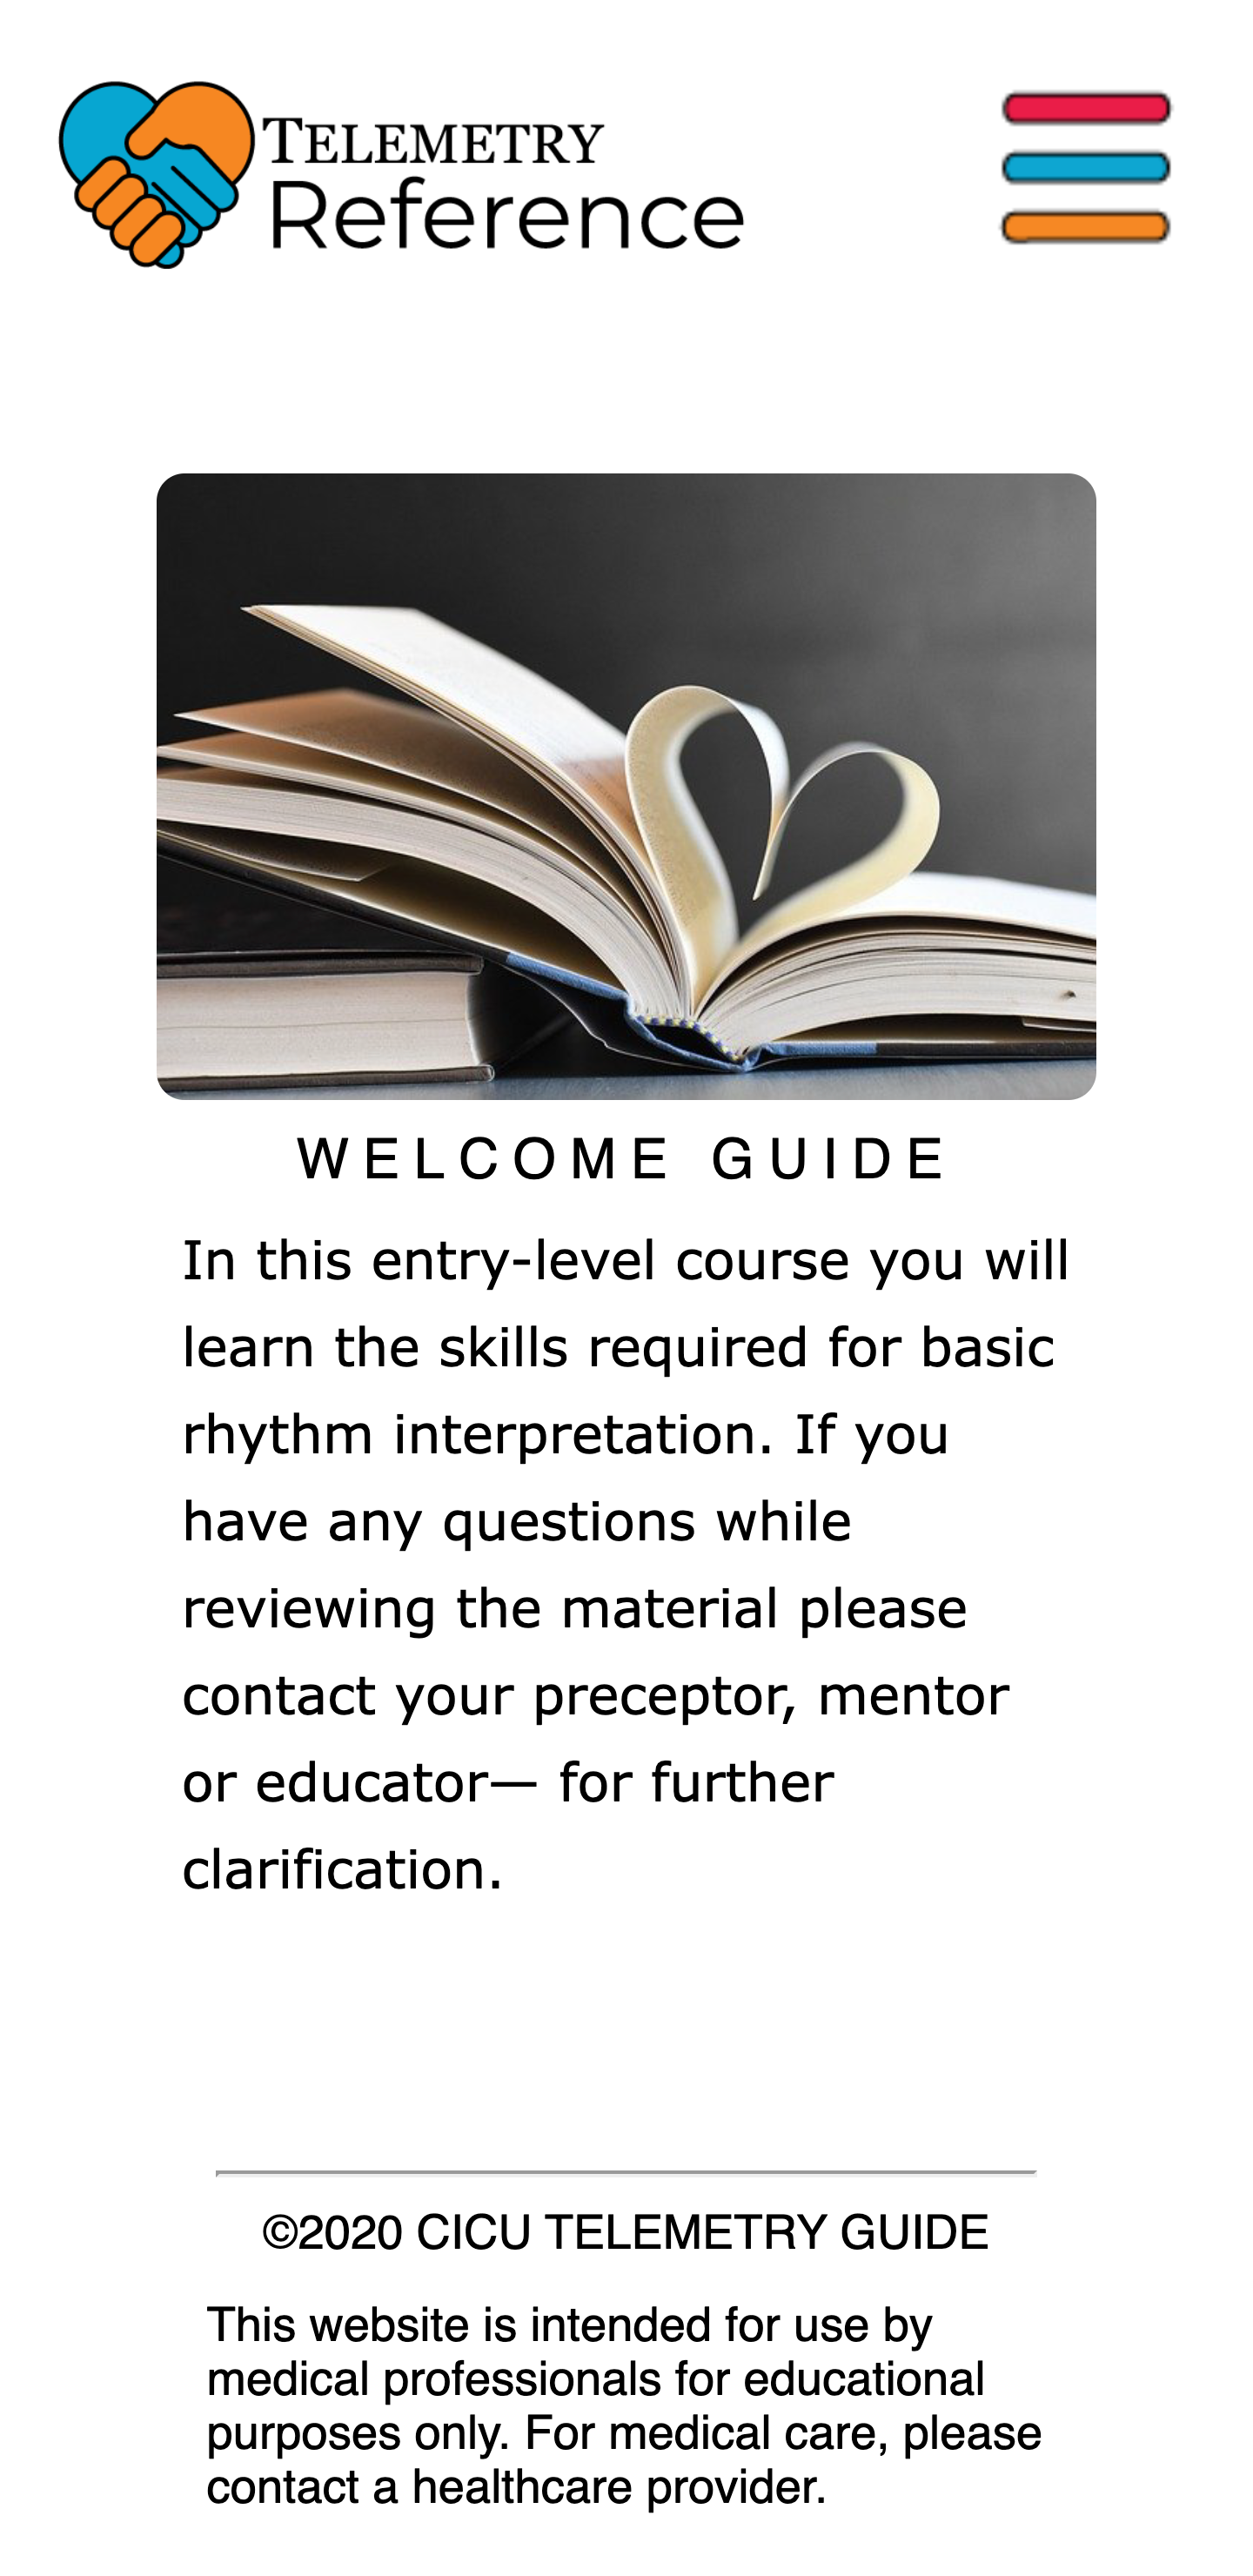 TELEMETRY
Reference
WELCOME GUIDE
In this entry-level course you will
learn the skills required for basic
rhythm interpretation. If you
have any questions while
reviewing the material please
contact your preceptor, mentor
or educator— for further
clarification.
©2020 CICU TELEMETRY GUIDE
This website is intended for use by
medical professionals for educational
purposes only. For medical care, please
contact a healthcare provider.